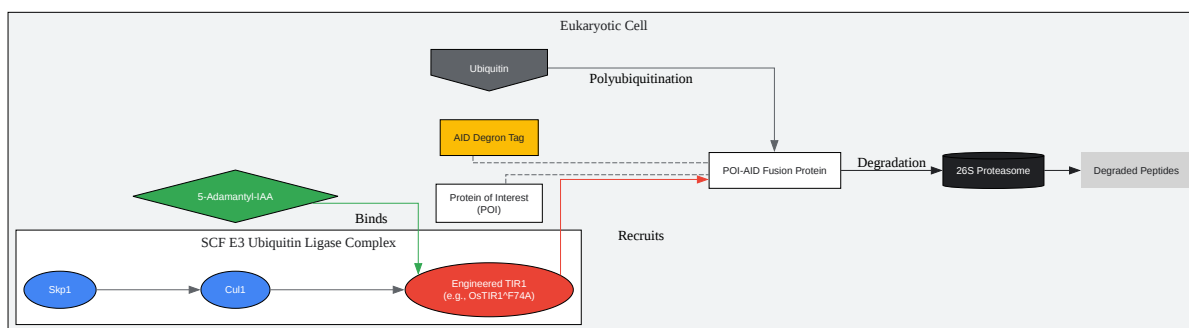 Eukaryotic Cell
Ubiquitin
Polyubiquitination
AID Degron Tag
POI-AID Fusion Protein
Degradation
26S Proteasome
Degraded Peptides
5-Adamantyl-IAA
Protein of Interest
(POI)
Binds
Recruits
SCF E3 Ubiquitin Ligase Complex
Skp1
Cul1
Engineered TIR1
(e.g., OsTIR1^F74A)